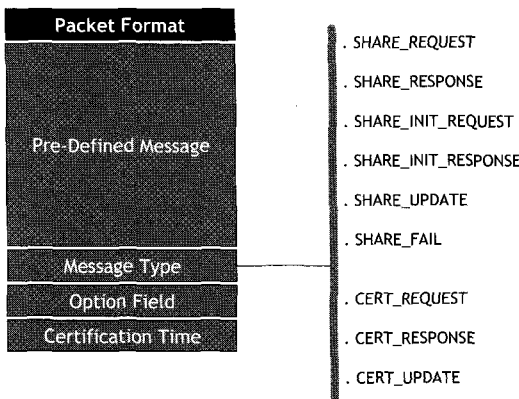 Packet Format
Pre-Defined Message
Message Type
Option Field
Certification Time
. SHARE_REQUEST
. SHARE_RESPONSE
. SHARE_INIT_REQUEST
. SHARE_INIT_RESPONSE
. SHARE_UPDATE
. SHARE_FAIL
. CERT_REQUEST
. CERT_RESPONSE
. CERT_UPDATE